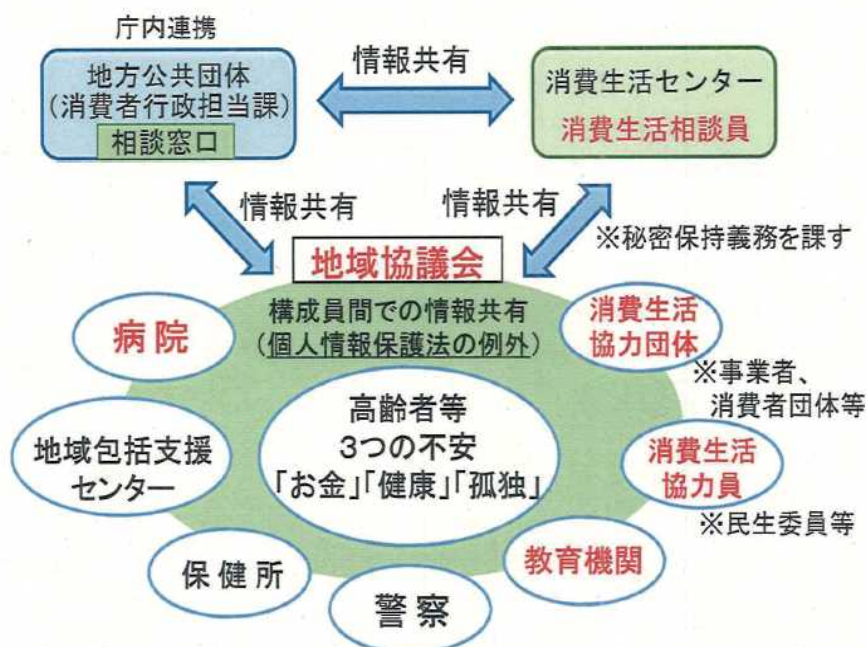 庁内連携
地方公共団体
(消費者行政担当課)
相談窓口
情報共有
消費生活センター
消費生活相談員
情報共有
情報共有
※秘密保持義務を課す
地域協議会
構成員間での情報共有
(個人情報保護法の例外)
病院
消費生活
協力団体
※事業者、
消費者団体等
高齢者等
3つの不安
「お金」「健康」「孤独」
地域包括支援
センター
消費生活
協力員
※民生委員等
保健所
教育機関
警察